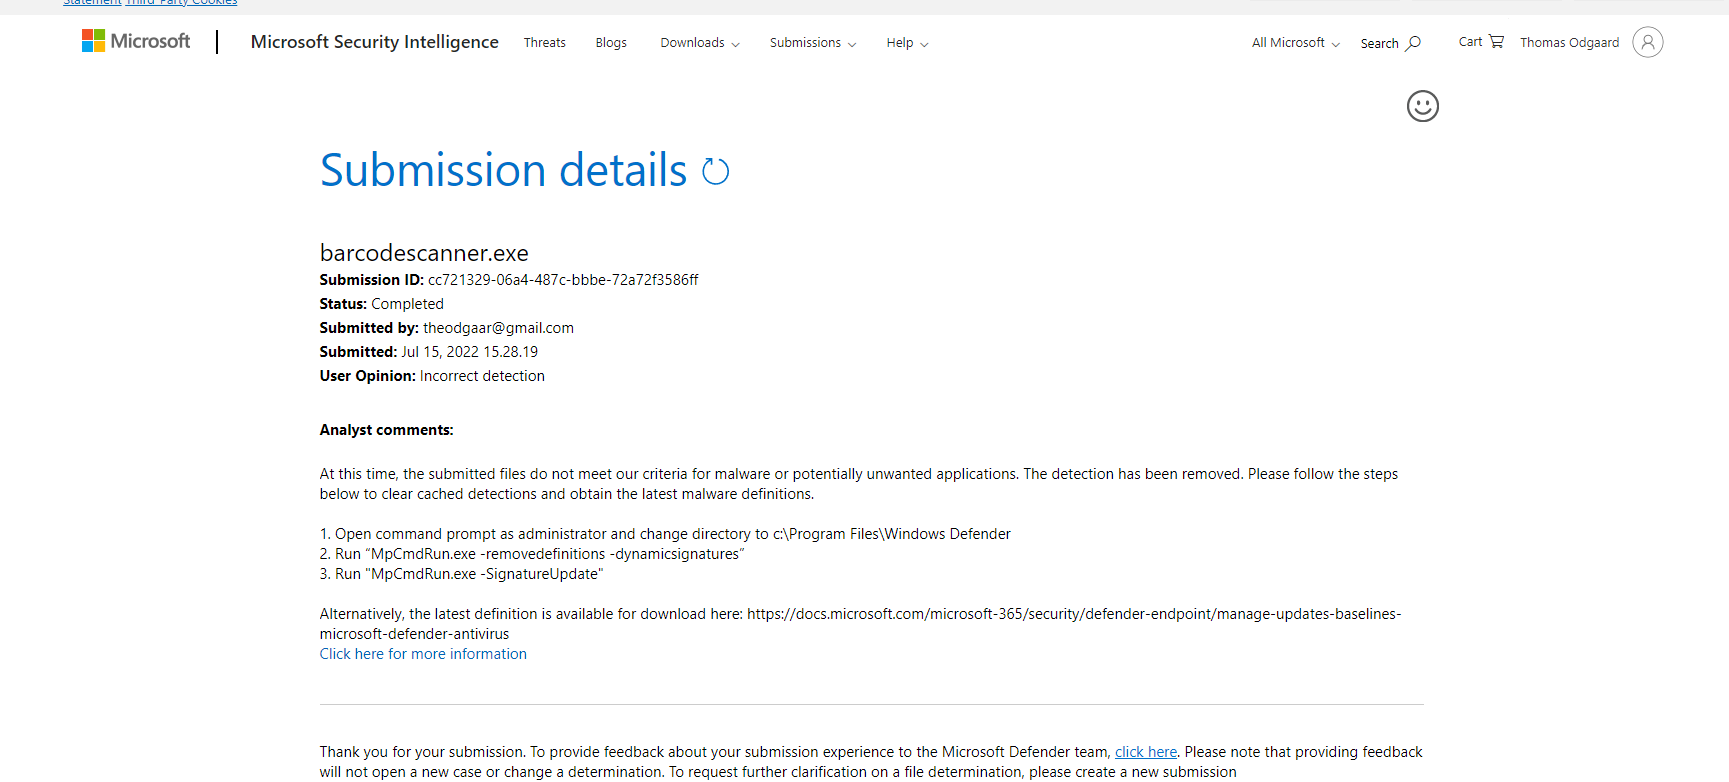 Statement Third-Party Cookies
Microsoft | Microsoft Security Intelligence Threats Blogs Downloads Submissions Help All Microsoft Search Cart Thomas Odgaard
Submission details
barcodescanner.exe
Submission ID: cc721329-06a4-487c-bbbe-72a72f3586ff
Status: Completed
Submitted by: theodgaar@gmail.com
Submitted: Jul 15, 2022 15.28.19
User Opinion: Incorrect detection
Analyst comments:
At this time, the submitted files do not meet our criteria for malware or potentially unwanted applications. The detection has been removed. Please follow the steps
below to clear cached detections and obtain the latest malware definitions.
1. Open command prompt as administrator and change directory to c:\Program Files\Windows Defender
2. Run “MpCmdRun.exe -removedefinitions -dynamicsignatures”
3. Run "MpCmdRun.exe -SignatureUpdate"
Alternatively, the latest definition is available for download here: https://docs.microsoft.com/microsoft-365/security/defender-endpoint/manage-updates-baselines-
microsoft-defender-antivirus
Click here for more information
Thank you for your submission. To provide feedback about your submission experience to the Microsoft Defender team, click here. Please note that providing feedback
will not open a new case or change a determination. To request further clarification on a file determination, please create a new submission